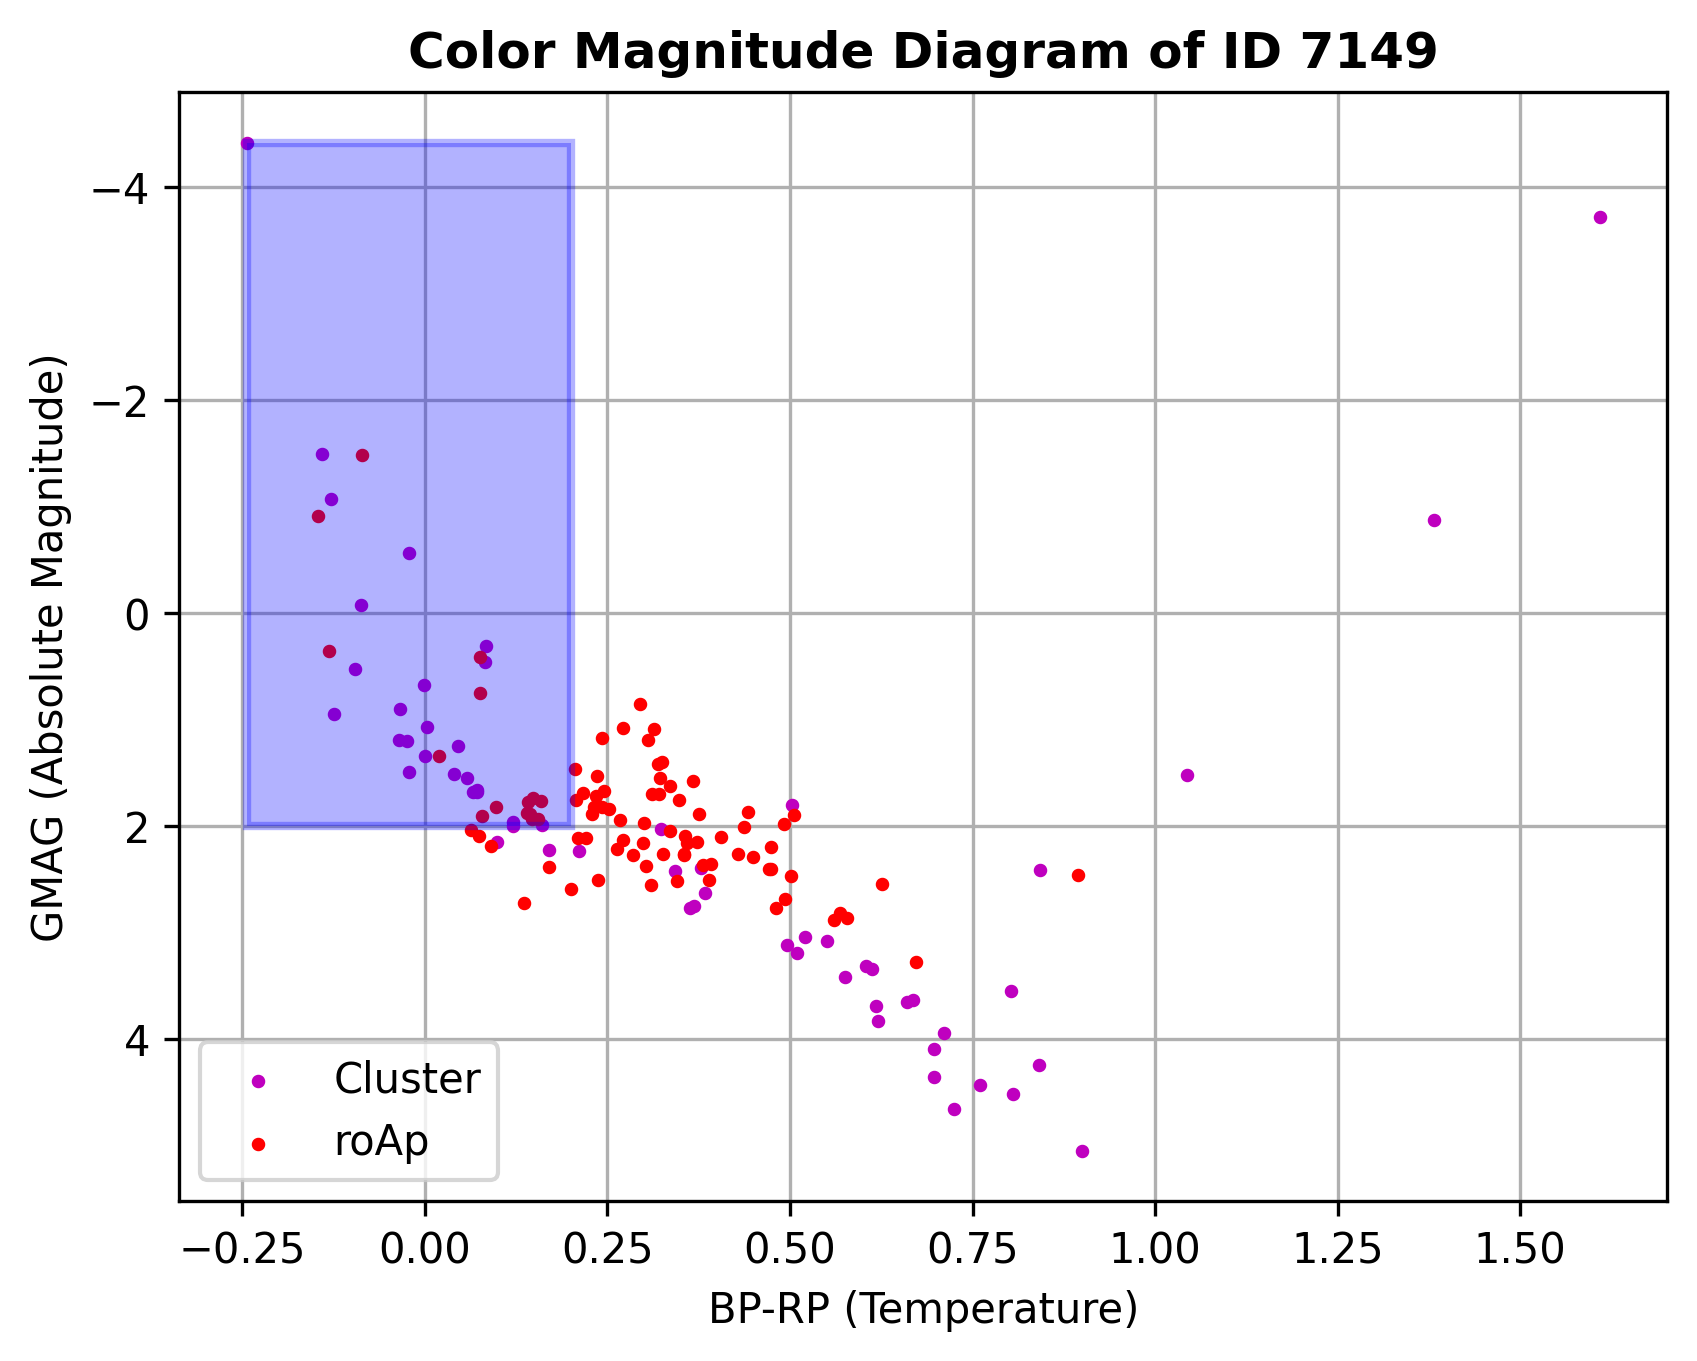 Color Magnitude Diagram of ID 7149
GMAG (Absolute Magnitude)
−4
−2
0
2
4
Cluster
roAp
−0.25 0.00 0.25 0.50 0.75 1.00 1.25 1.50
BP-RP (Temperature)